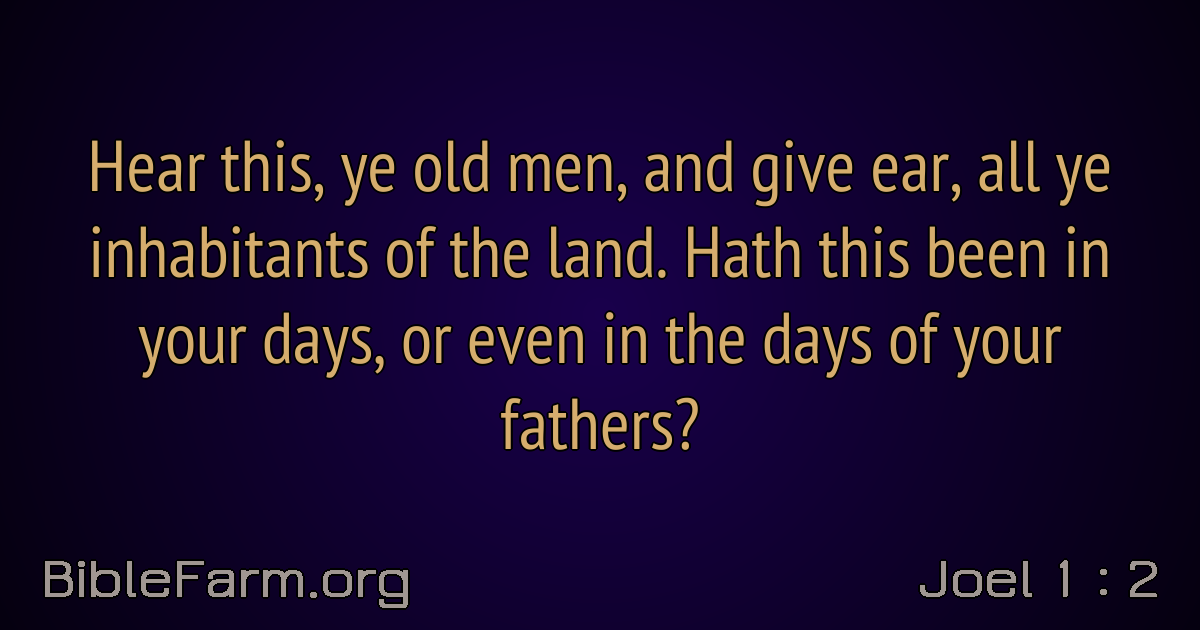 Hear this, ye old men, and give ear, all ye
inhabitants of the land. Hath this been in
your days, or even in the days of your
fathers?
BibleFarm.org
Joel 1 : 2